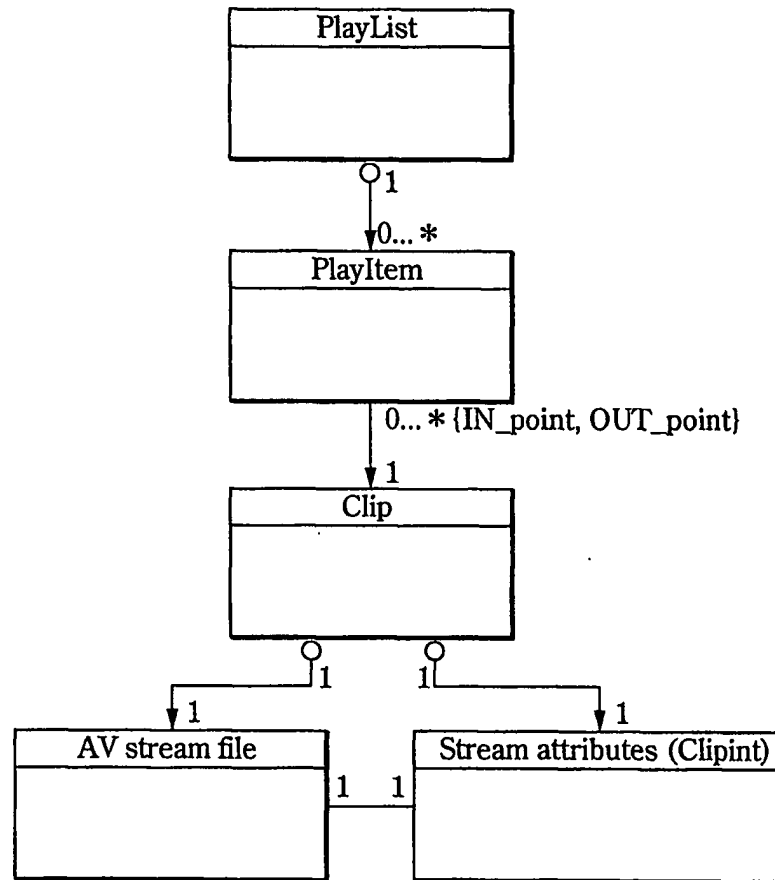 PlayList
1
0... *
PlayItem
0... * {IN_point, OUT_point}
1
Clip
1
1
1
1
AV stream file
Stream attributes (Clipint)
1
1